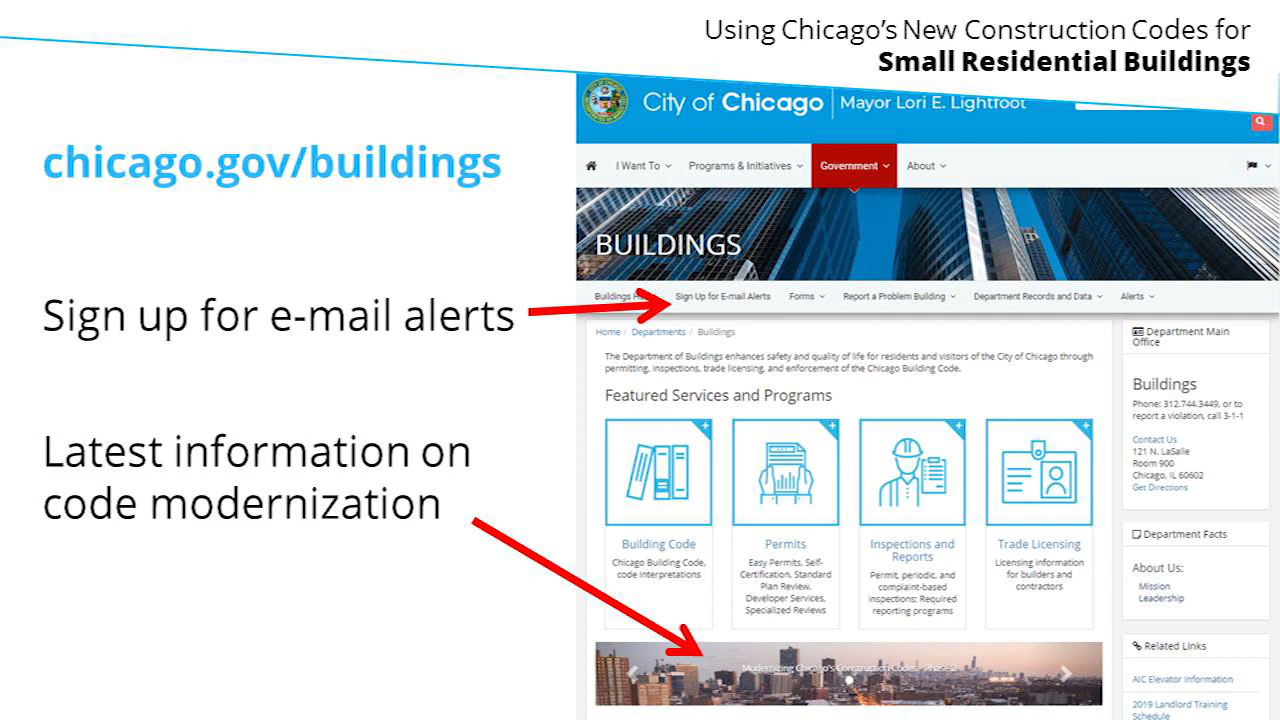 Using Chicago’s New Construction Codes for
Small Residential Buildings
chicago.gov/buildings
Sign up for e-mail alerts
Latest information on
code modernization
City of Chicago | Mayor Lori E. Lightfoot
I Want To
Programs & Initiatives
Government
About
BUILDINGS
Buildings
Sign Up for E-mail Alerts
Forms
Report a Problem Building
Department Records and Data
Alerts
Home / Departments / Buildings
The Department of Buildings enhances safety and quality of life for residents and visitors of the City of Chicago through
permitting, inspections, trade licensing, and enforcement of the Chicago Building Code.
Featured Services and Programs
Building Code
Chicago Building Code,
code interpretations
Permits
Easy Permits, Self-
Certification, Standard
Plan Review,
Developer Services,
Specialized Reviews
Inspections and
Reports
Permit, periodic, and
complaint-based
inspections; Required
reporting programs
Trade Licensing
Licensing information
for builders and
contractors
Modernizing Chicago's Construction Codes - Phase 2
Department Main
Office
Buildings
Phone: 312.744.3449, or to
report a violation, call 3-1-1
Contact Us
121 N. LaSalle
Room 900
Chicago, IL 60602
Get Directions
Department Facts
About Us:
Mission
Leadership
Related Links
AIC Elevator Information
2019 Landlord Training
Schedule